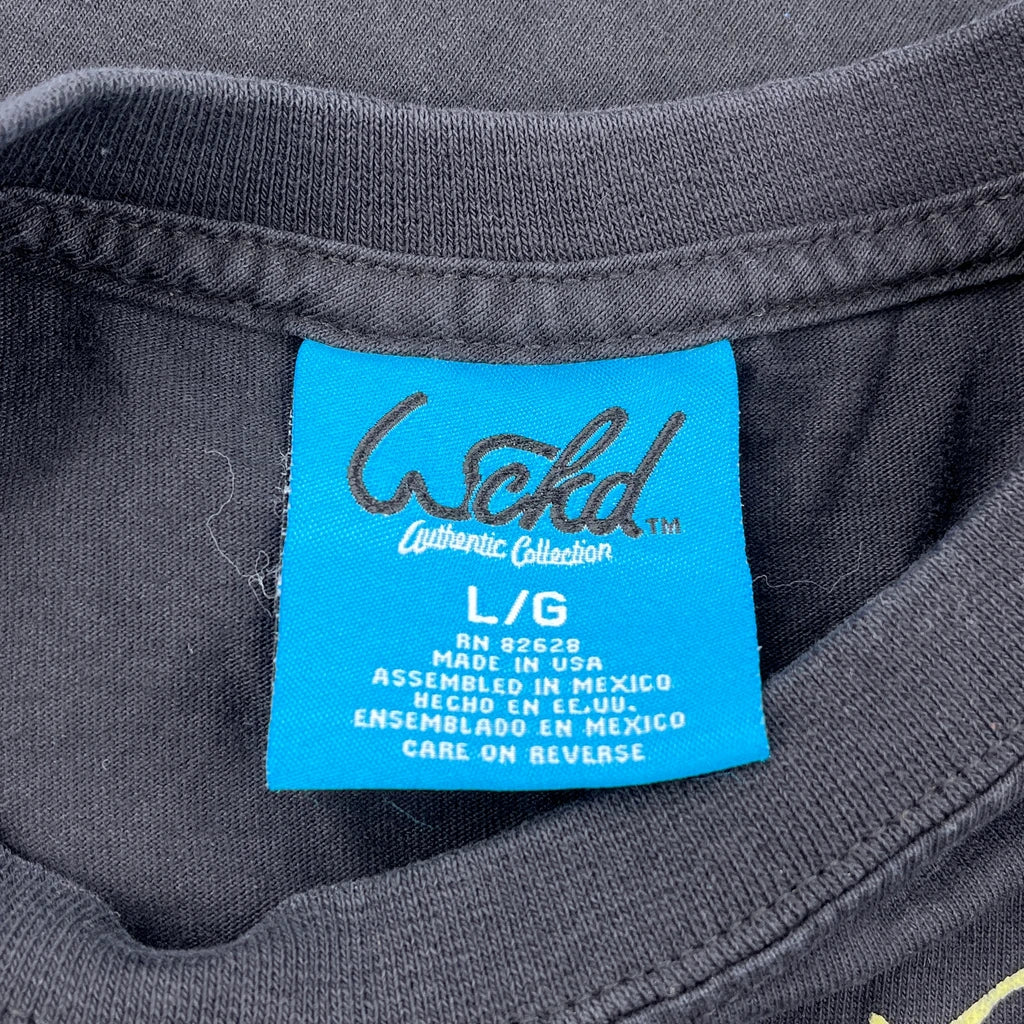 Wckd™
Authentic Collection
L/G
RN 82628
MADE IN USA
ASSEMBLED IN MEXICO
HECHO EN EE.UU.
ENSEMBLADO EN MEXICO
CARE ON REVERSE